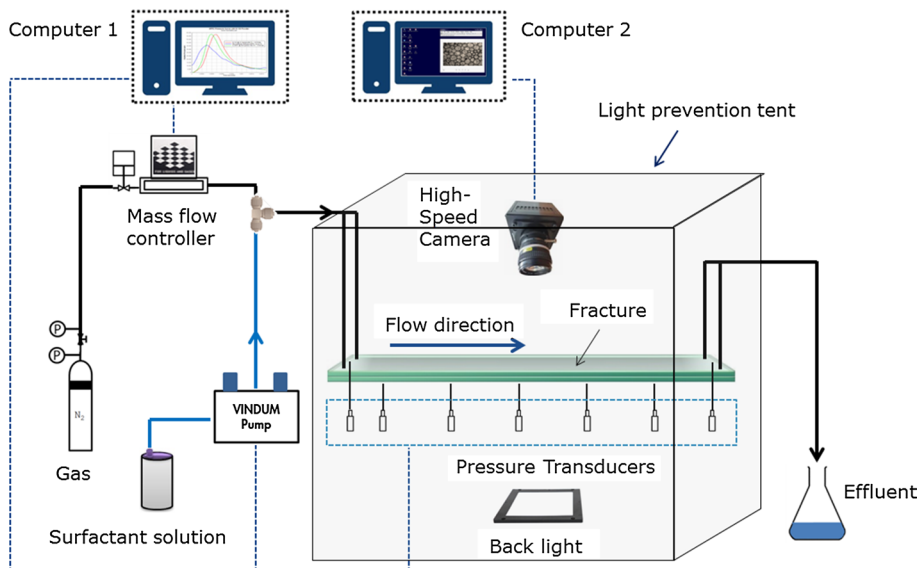 Computer 1
Computer 2
Light prevention tent
High-
Speed
Camera
Mass flow
controller
Fracture
Flow direction
P
P
N2
VINDUM
Pump
Gas
Pressure Transducers
Effluent
Surfactant solution
Back light